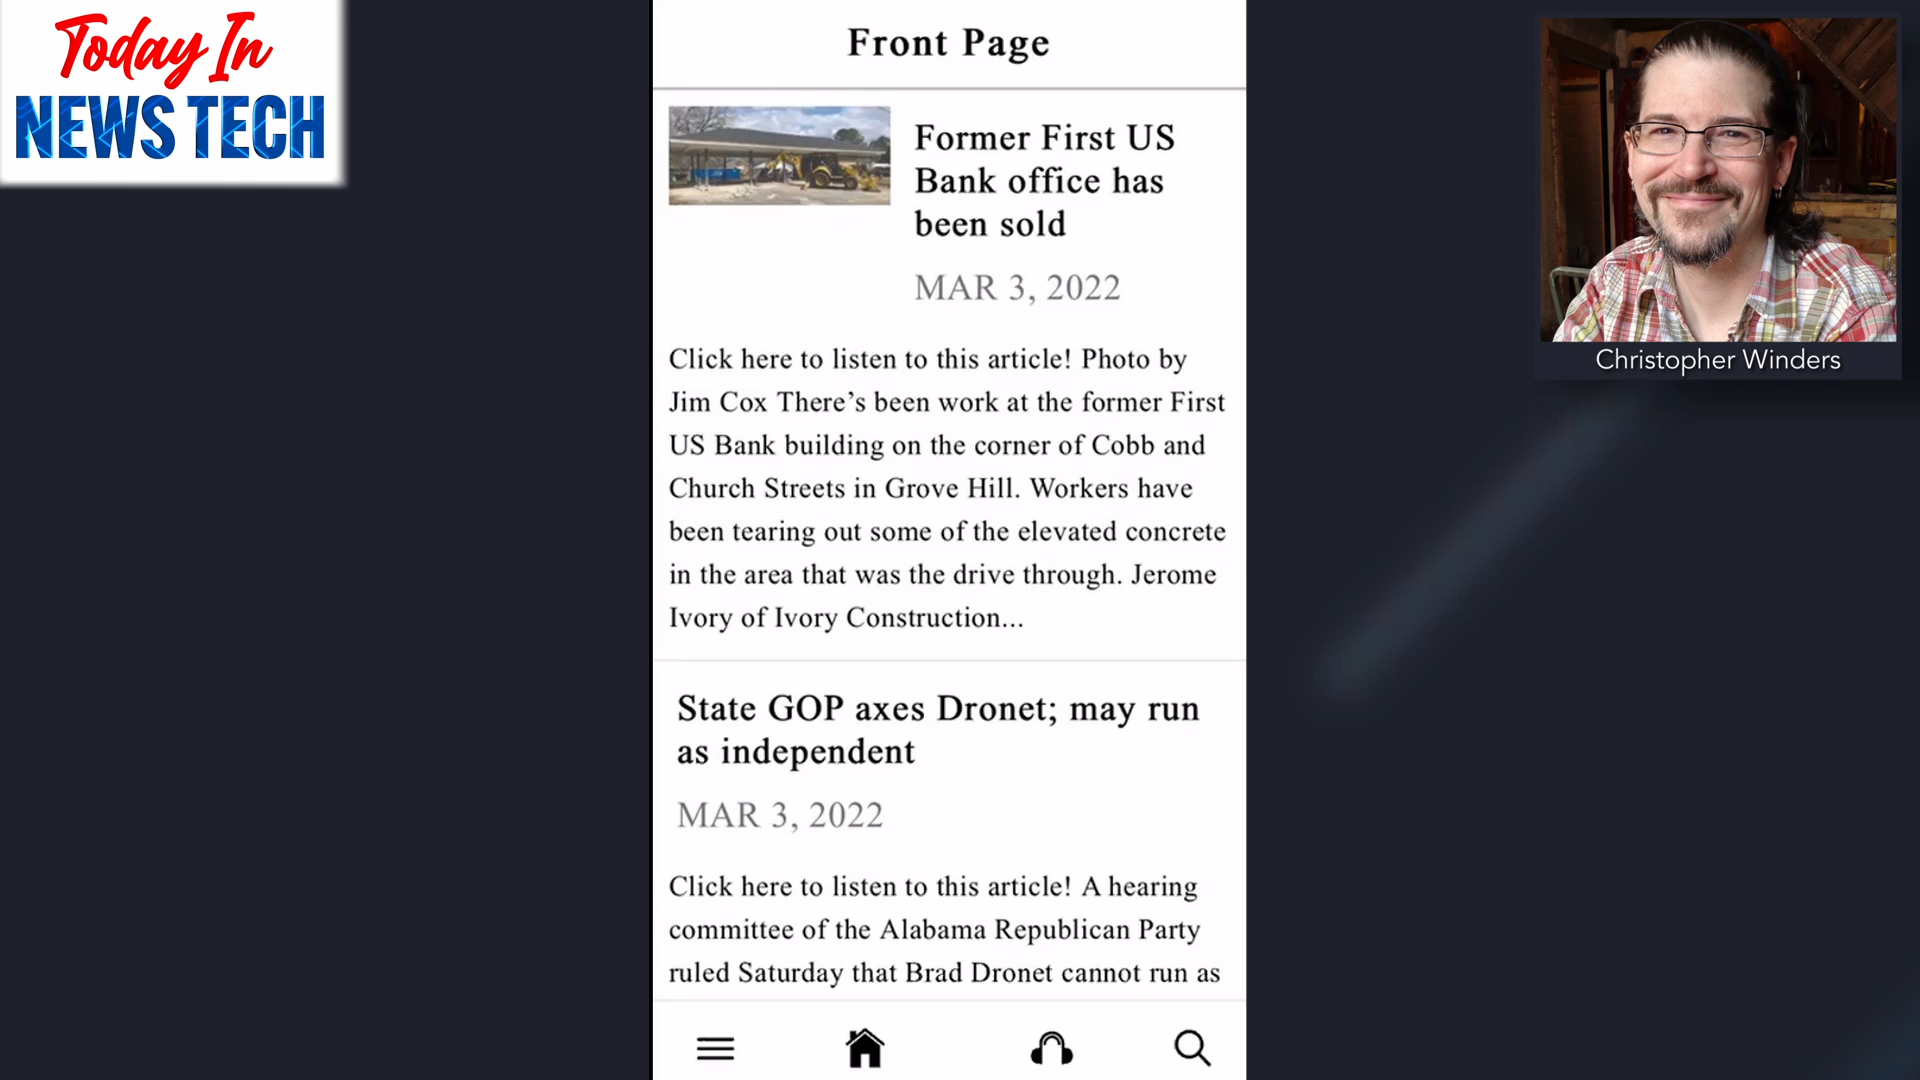 Today In
NEWS TECH
Front Page
Former First US
Bank office has
been sold
MAR 3, 2022
Click here to listen to this article! Photo by
Jim Cox There’s been work at the former First
US Bank building on the corner of Cobb and
Church Streets in Grove Hill. Workers have
been tearing out some of the elevated concrete
in the area that was the drive through. Jerome
Ivory of Ivory Construction...
State GOP axes Dronet; may run
as independent
MAR 3, 2022
Click here to listen to this article! A hearing
committee of the Alabama Republican Party
ruled Saturday that Brad Dronet cannot run as
Christopher Winders